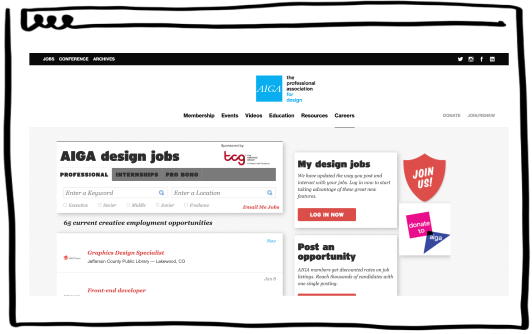 JOBS CONFERENCE ARCHIVES
AIGA
the
professional
association
for
design
Membership Events Videos Education Resources Careers
DONATE JOIN/RENEW
AIGA design jobs
Sponsored by
tcg
PROFESSIONAL INTERNSHIPS PRO BONO
Enter a Keyword Enter a Location
Executive Senior Middle Junior Freelance
Email Me Jobs
65 current creative employment opportunities
New
Graphics Design Specialist
Jefferson County Public Library — Lakewood, CO
Jan 6
Front-end developer
My design jobs
We have updated the way you post and
interact with your jobs. Log in now to start
taking advantage of these great new
features.
LOG IN NOW
Post an
opportunity
AIGA members get discounted rates on job
listings. Reach thousands of candidates with
one single posting.
JOIN
US!
donate
to
aiga